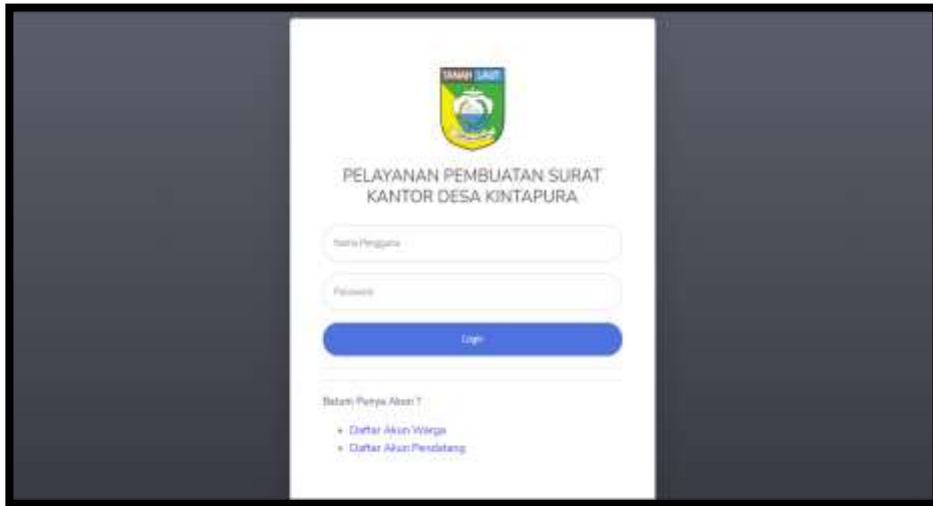 TANAH LAUT
PELAYANAN PEMBUATAN SURAT
KANTOR DESA KINTAPURA
Nama Pengguna
Password
Login
Belum Punya Akun ?
Daftar Akun Warga
Daftar Akun Pendatang